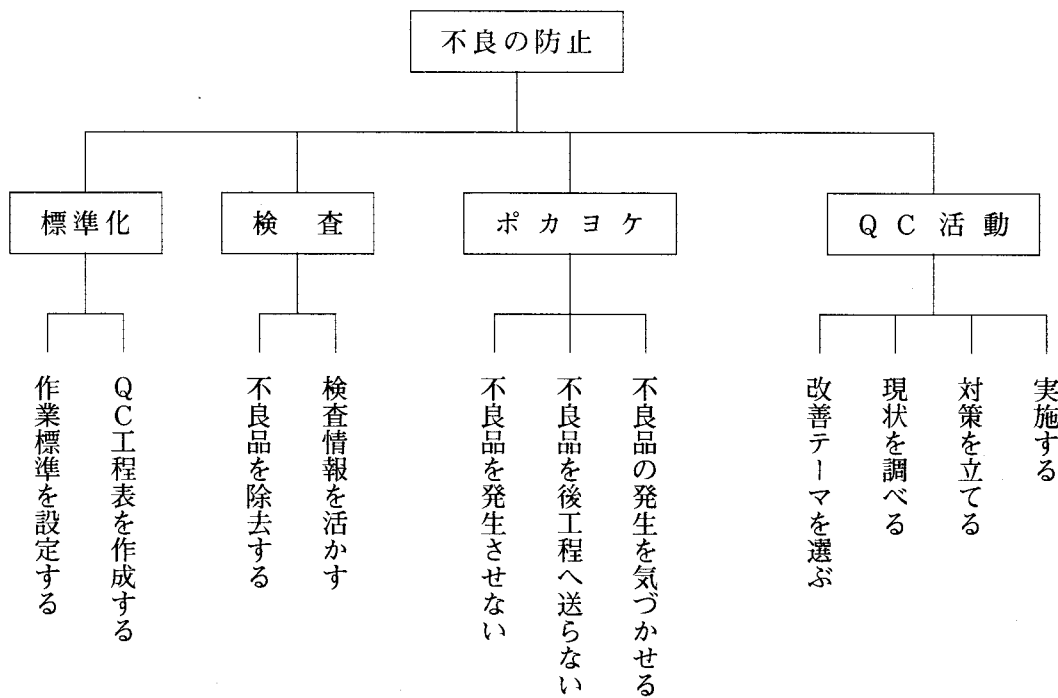 不良の防止
標準化
検査
ポカヨケ
QC活動
作業標準を設定する
QC工程表を作成する
不良品を除去する
検査情報を活かす
不良品を発生させない
不良品を後工程へ送らない
不良品の発生を気づかせる
改善テーマを選ぶ
現状を調べる
対策を立てる
実施する